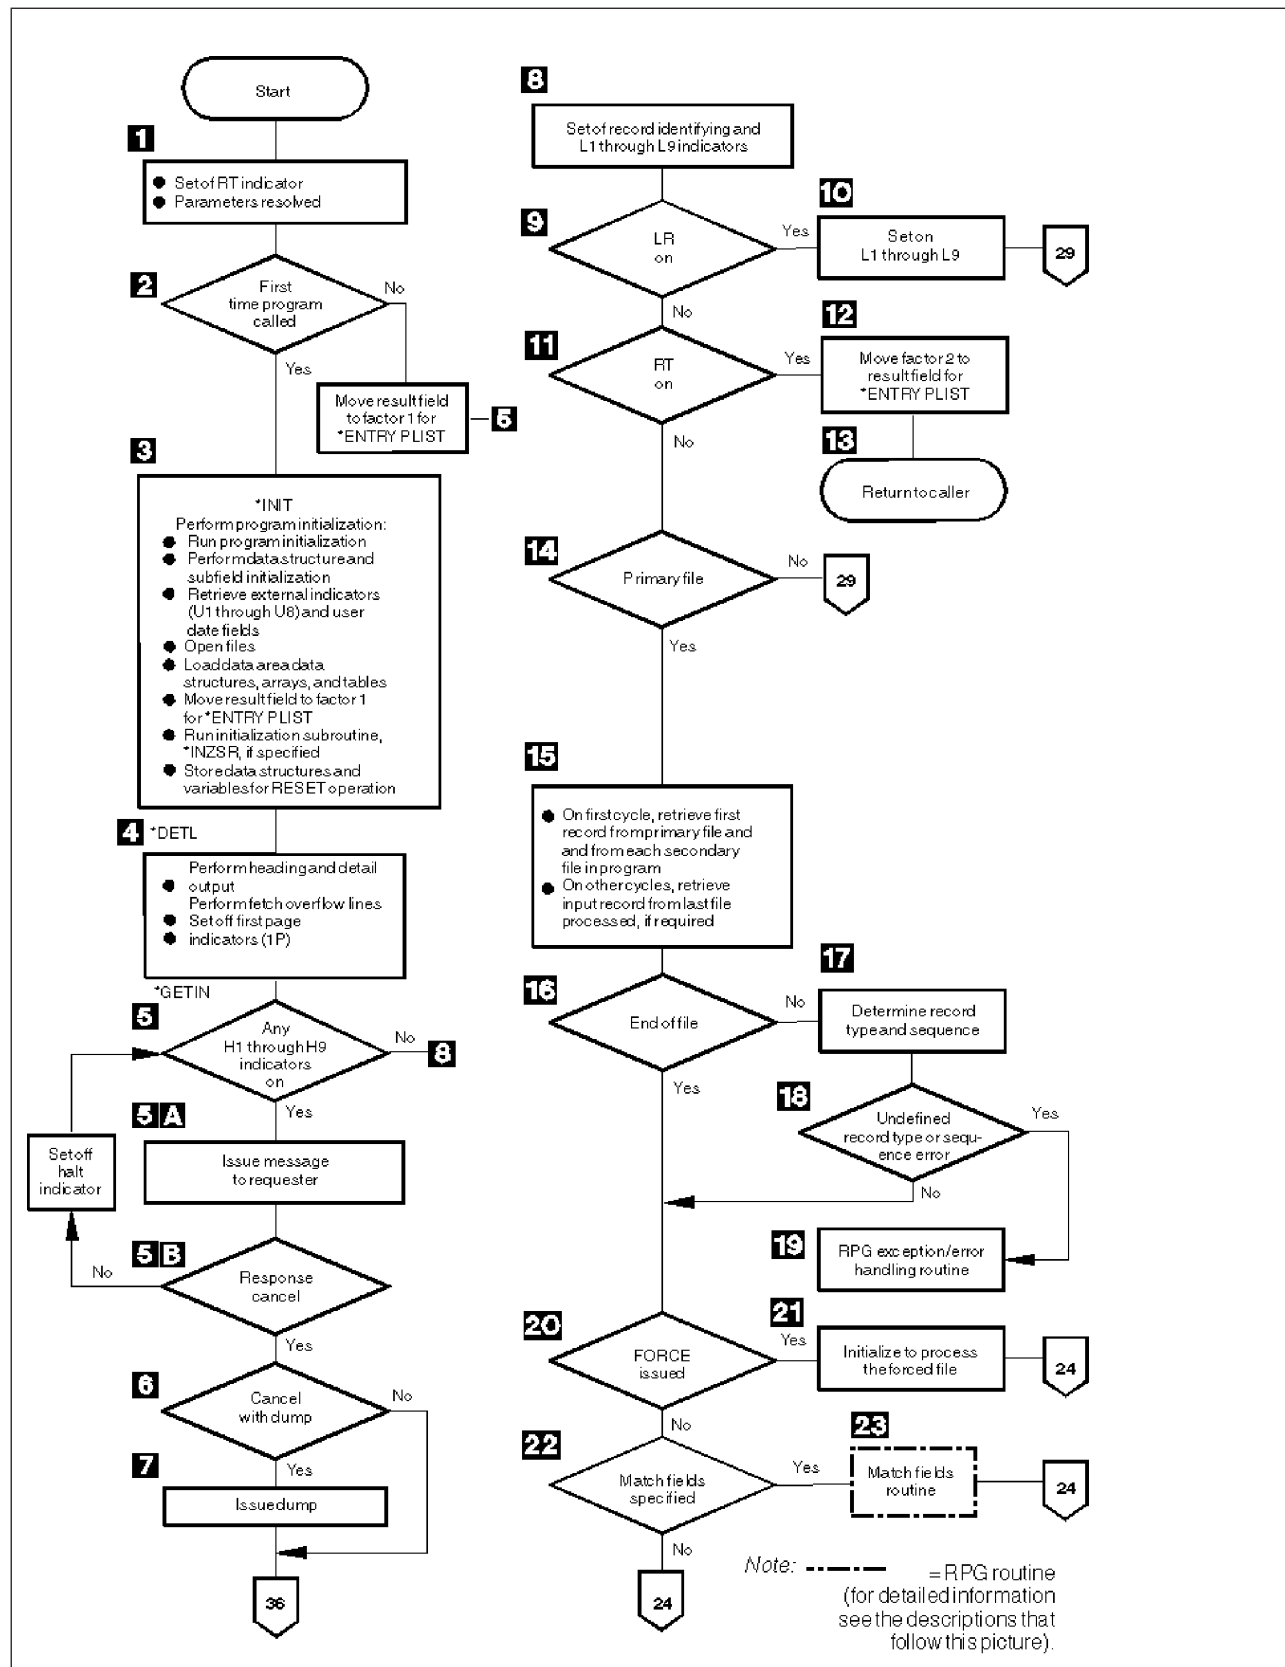 Start
1
● Set of RT indicator
● Parameters resolved
2
First
time program
called
No
Yes
Move result field
to factor 1 for
*ENTRY PLIST
5
3
*INIT
Perform program initialization:
● Run program initialization
● Perform data structure and
subfield initialization
● Retrieve external indicators
(U1 through U8) and user
date fields
● Open files
● Load data area data
structures, arrays, and tables
● Move result field to factor 1
for *ENTRY PLIST
● Run initialization subroutine,
*INZSR, if specified
● Store data structures and
variables for RESET operation
4 *DETL
Perform heading and detail
● output
Perform fetch overflow lines
● Set off first page
● indicators (1P)
*GETIN
5
Any
H1 through H9
indicators
on
No
8
Yes
5 A
Issue message
to requester
Set off
halt
indicator
5 B
No
Response
cancel
Yes
6
Cancel
with dump
No
Yes
7
Issue dump
36
8
Set of record identifying and
L1 through L9 indicators
9
LR
on
Yes
10
Set on
L1 through L9
29
No
11
RT
on
Yes
12
Move factor 2 to
result field for
*ENTRY PLIST
13
Return to caller
No
14
Primary file
No
29
Yes
15
● On first cycle, retrieve first
record from primary file and
and from each secondary
file in program
● On other cycles, retrieve
input record from last file
processed, if required
16
End of file
No
17
Determine record
type and sequence
Yes
18
Undefined
record type or sequ-
ence error
Yes
No
19
RPG exception/error
handling routine
20
FORCE
issued
Yes
21
Initialize to process
the forced file
24
No
22
Match fields
specified
Yes
23
Match fields
routine
24
No
24
Note:
= RPG routine
(for detailed information
see the descriptions that
follow this picture).